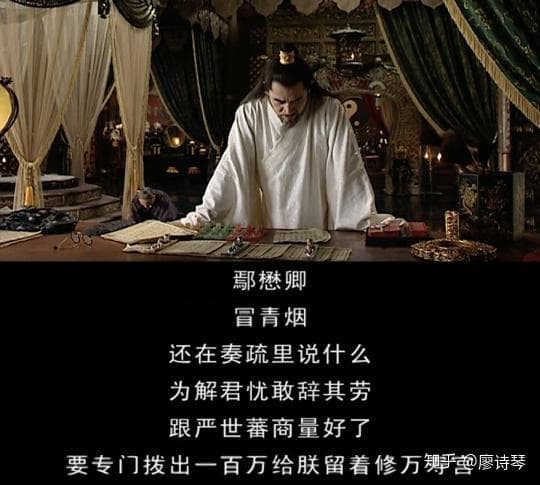 鄢懋卿
冒青烟
还在奏疏里说什么
为解君忧敢辞其劳
跟严世蕃商量好了
要专门拨出一百万给朕留着修万寿宫
知乎 @廖诗琴